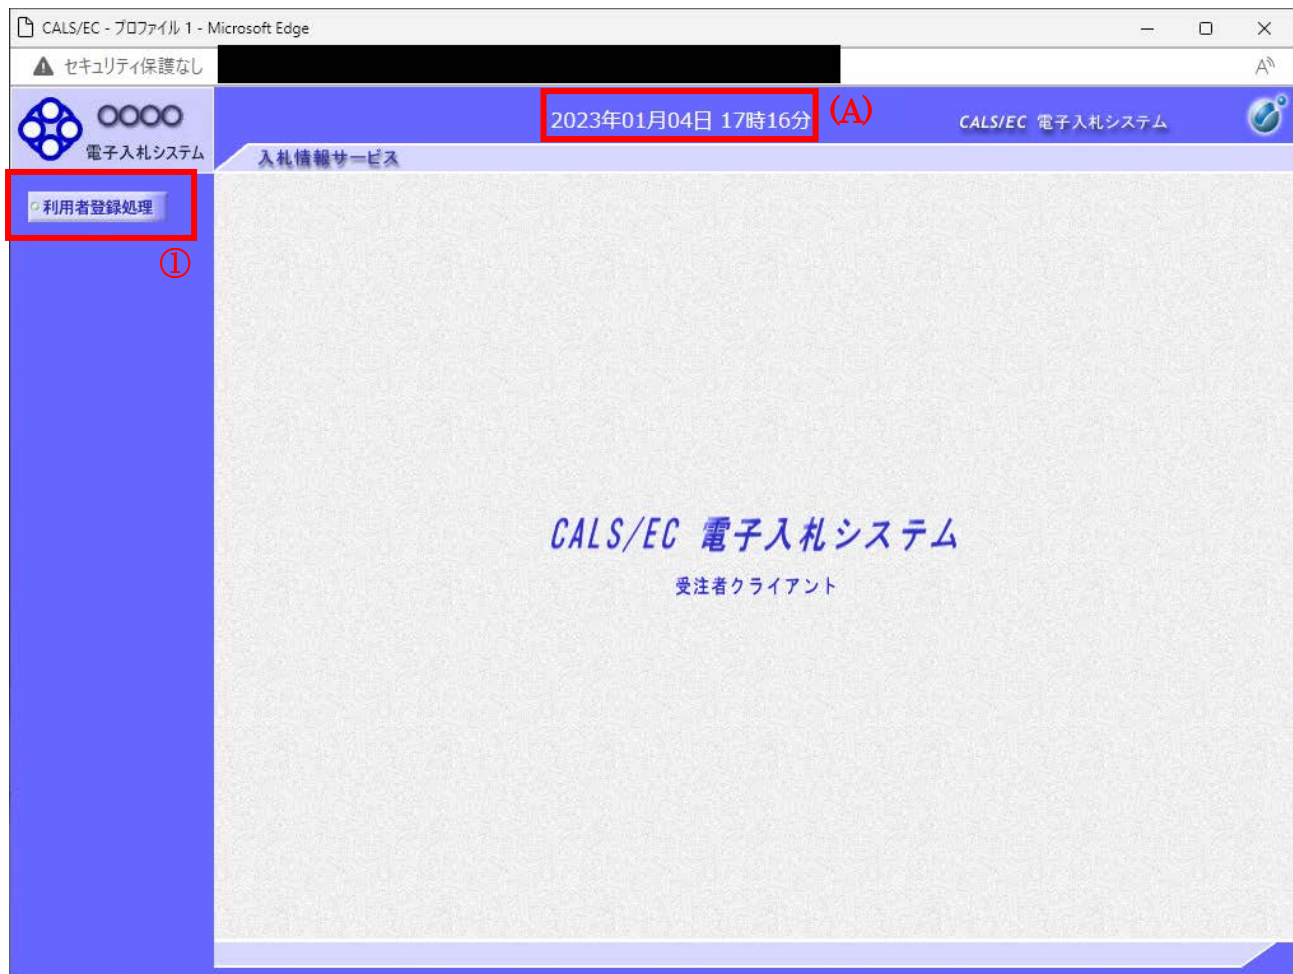 CALS/EC - プロファイル 1 - Microsoft Edge
セキュリティ保護なし
〇〇〇〇
電子入札システム
2023年01月04日 17時16分
(A)
CALS/EC 電子入札システム
入札情報サービス
利用者登録処理
①
CALS/EC 電子入札システム
受注者クライアント